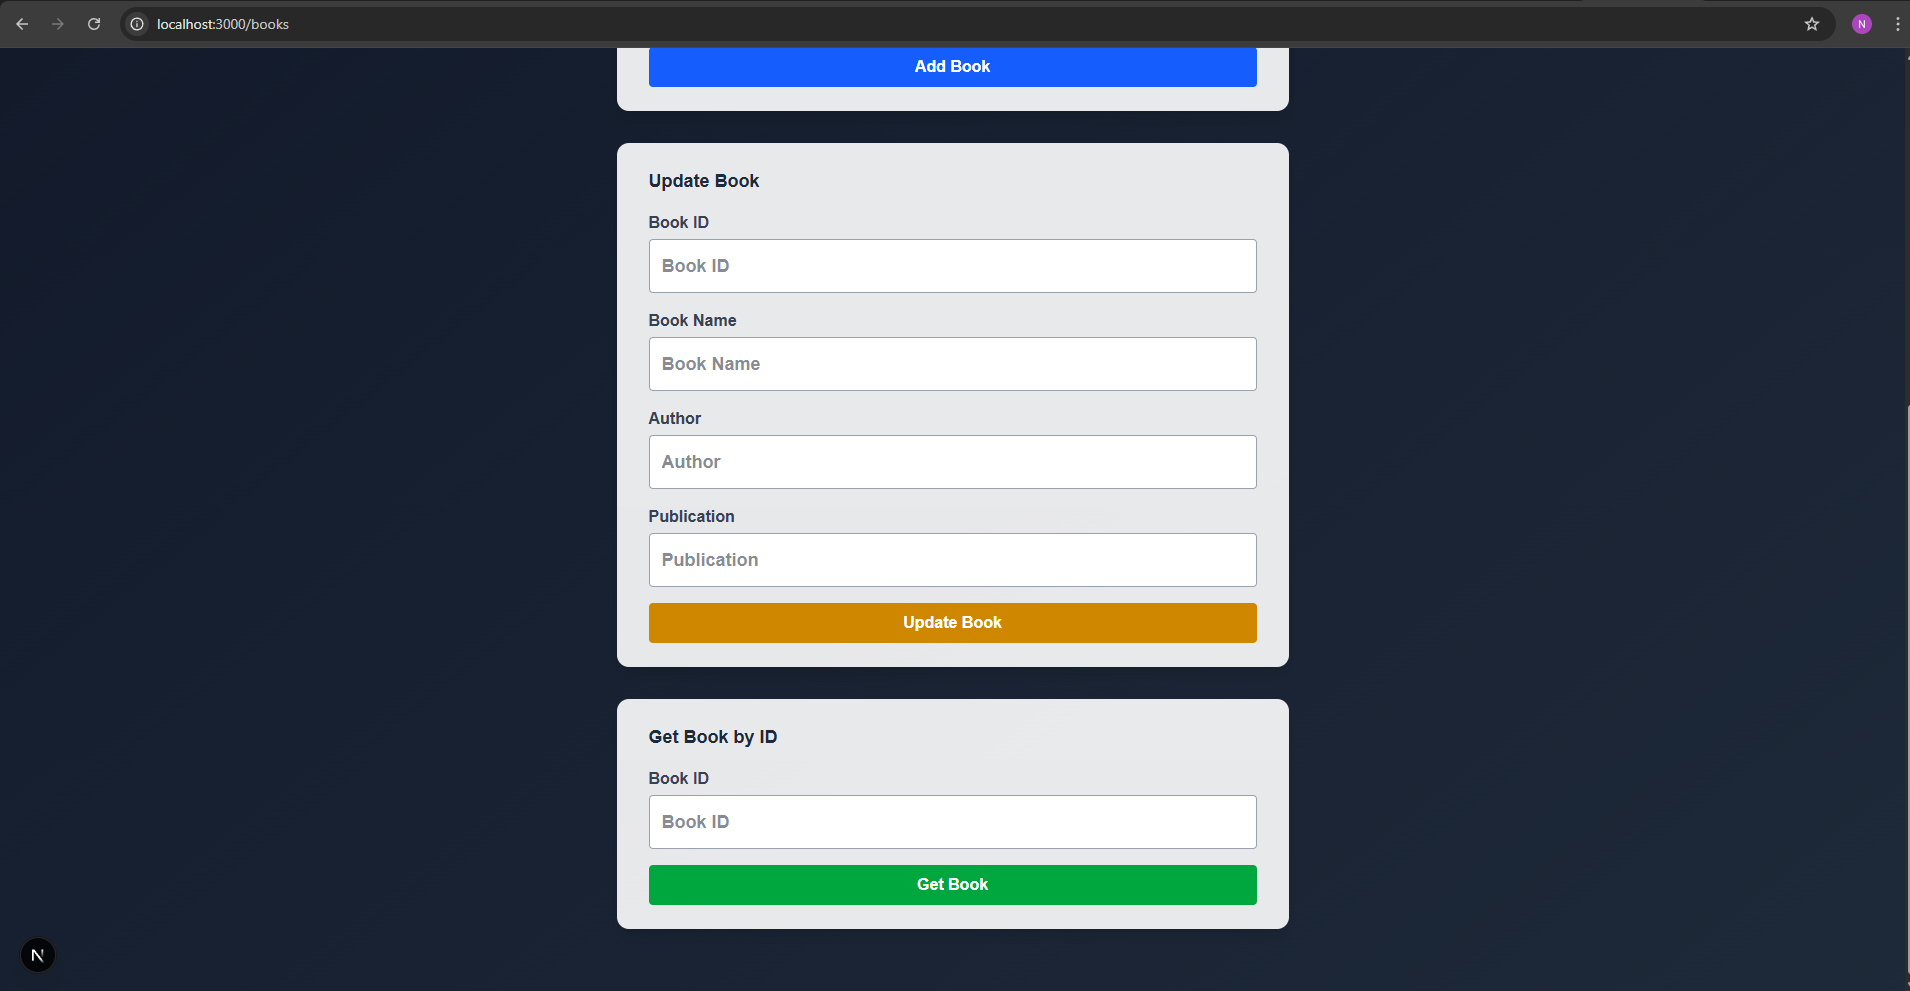 localhost:3000/books
N
Add Book
Update Book
Book ID
Book ID
Book Name
Book Name
Author
Author
Publication
Publication
Update Book
Get Book by ID
Book ID
Book ID
Get Book
N